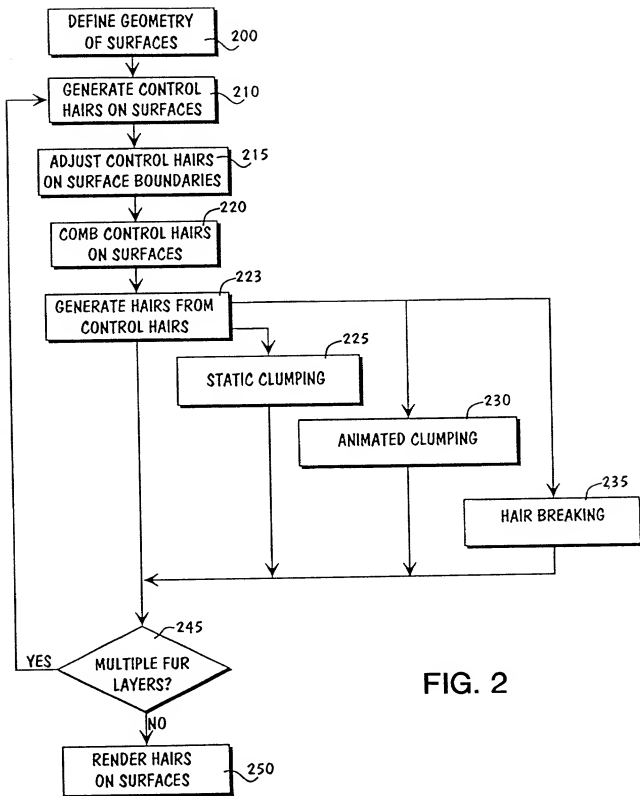 DEFINE GEOMETRY
OF SURFACES
200
GENERATE CONTROL
HAIRS ON SURFACES
210
ADJUST CONTROL HAIRS
ON SURFACE BOUNDARIES
215
220
COMB CONTROL HAIRS
ON SURFACES
223
GENERATE HAIRS FROM
CONTROL HAIRS
225
STATIC CLUMPING
230
ANIMATED CLUMPING
235
HAIR BREAKING
245
YES
MULTIPLE FUR
LAYERS?
NO
RENDER HAIRS
ON SURFACES
250
FIG. 2